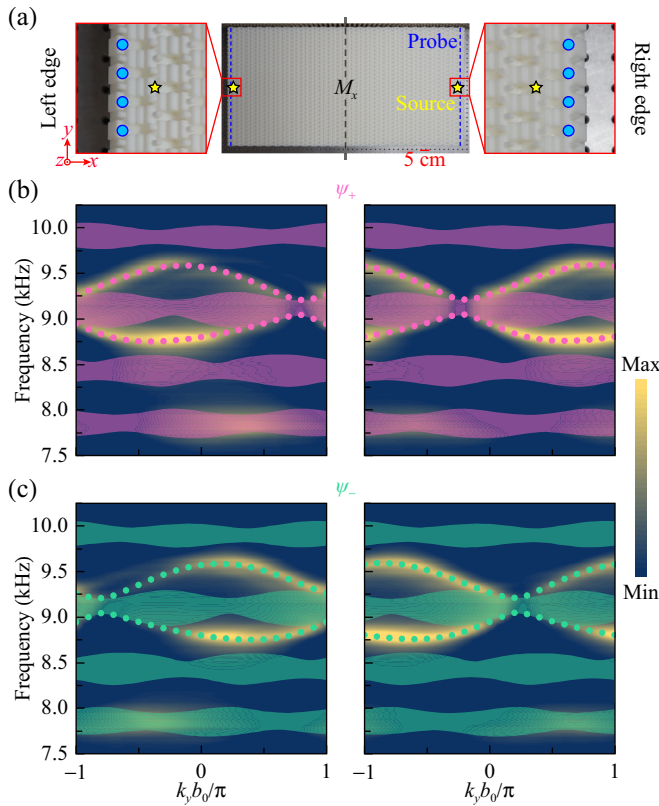 (a)
Left edge
y
z x
Probe
M_x
Source
5 cm
Right edge
(b)
ψ_+
Frequency (kHz)
10.0
9.5
9.0
8.5
8.0
7.5
Max
Min
(c)
ψ_−
Frequency (kHz)
10.0
9.5
9.0
8.5
8.0
7.5
−1 0 1 −1 0 1
k_y b_0/π k_y b_0/π